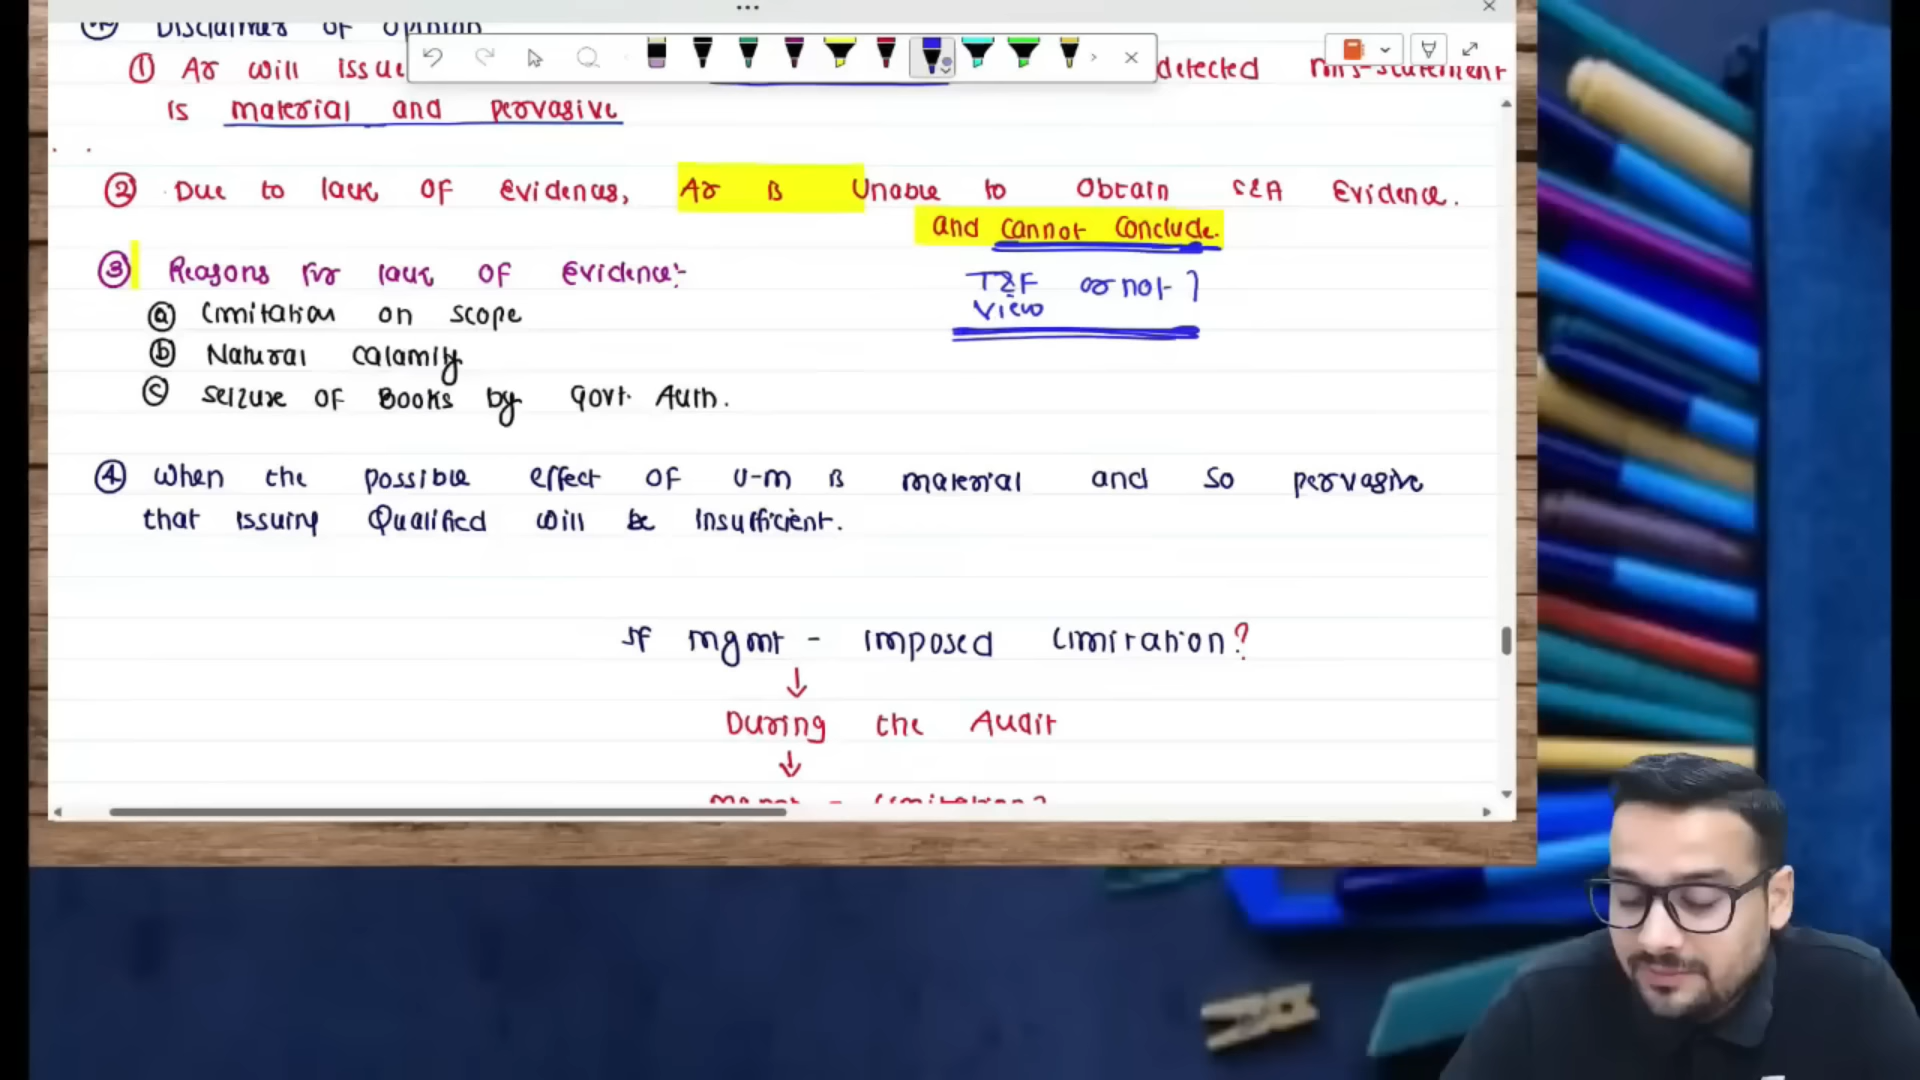 Disclaimer of opinion
① Ar will issue detected mis-statement
is material and pervasive
② Due to lack of evidences, Ar is Unable to Obtain S&A Evidence.
and cannot conclude.
③ Reasons for lack of evidence:-
T&F or not ?
View
ⓐ Limitation on scope
ⓑ Natural calamity
ⓒ Seizure of Books by Govt. Auth.
④ When the possible effect of U-M is material and so pervasive
that issuing Qualified will be insufficient.
If mgmt - imposed limitation?
↓
During the Audit
↓
mgmt - limitation?